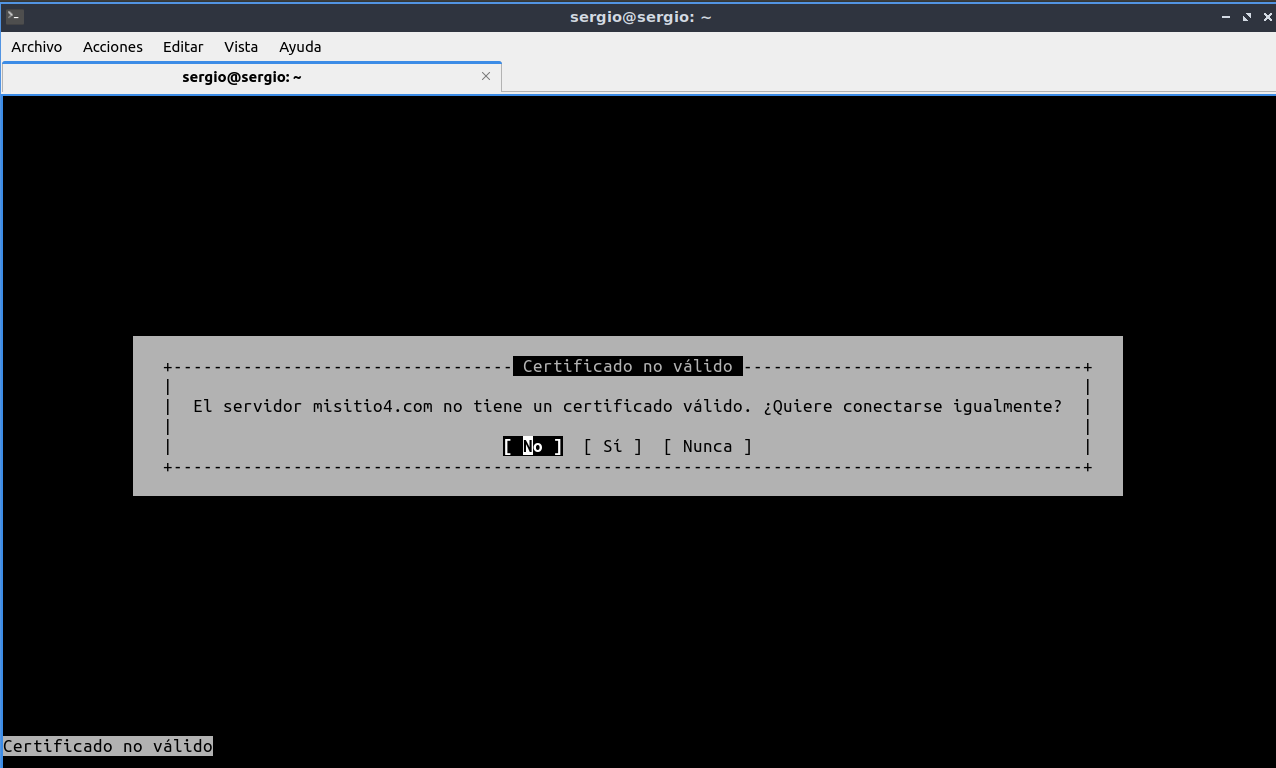 sergio@sergio: ~
Archivo Acciones Editar Vista Ayuda
sergio@sergio: ~
Certificado no válido
El servidor misitio4.com no tiene un certificado válido. ¿Quiere conectarse igualmente?
[ No ] [ Sí ] [ Nunca ]
Certificado no válido